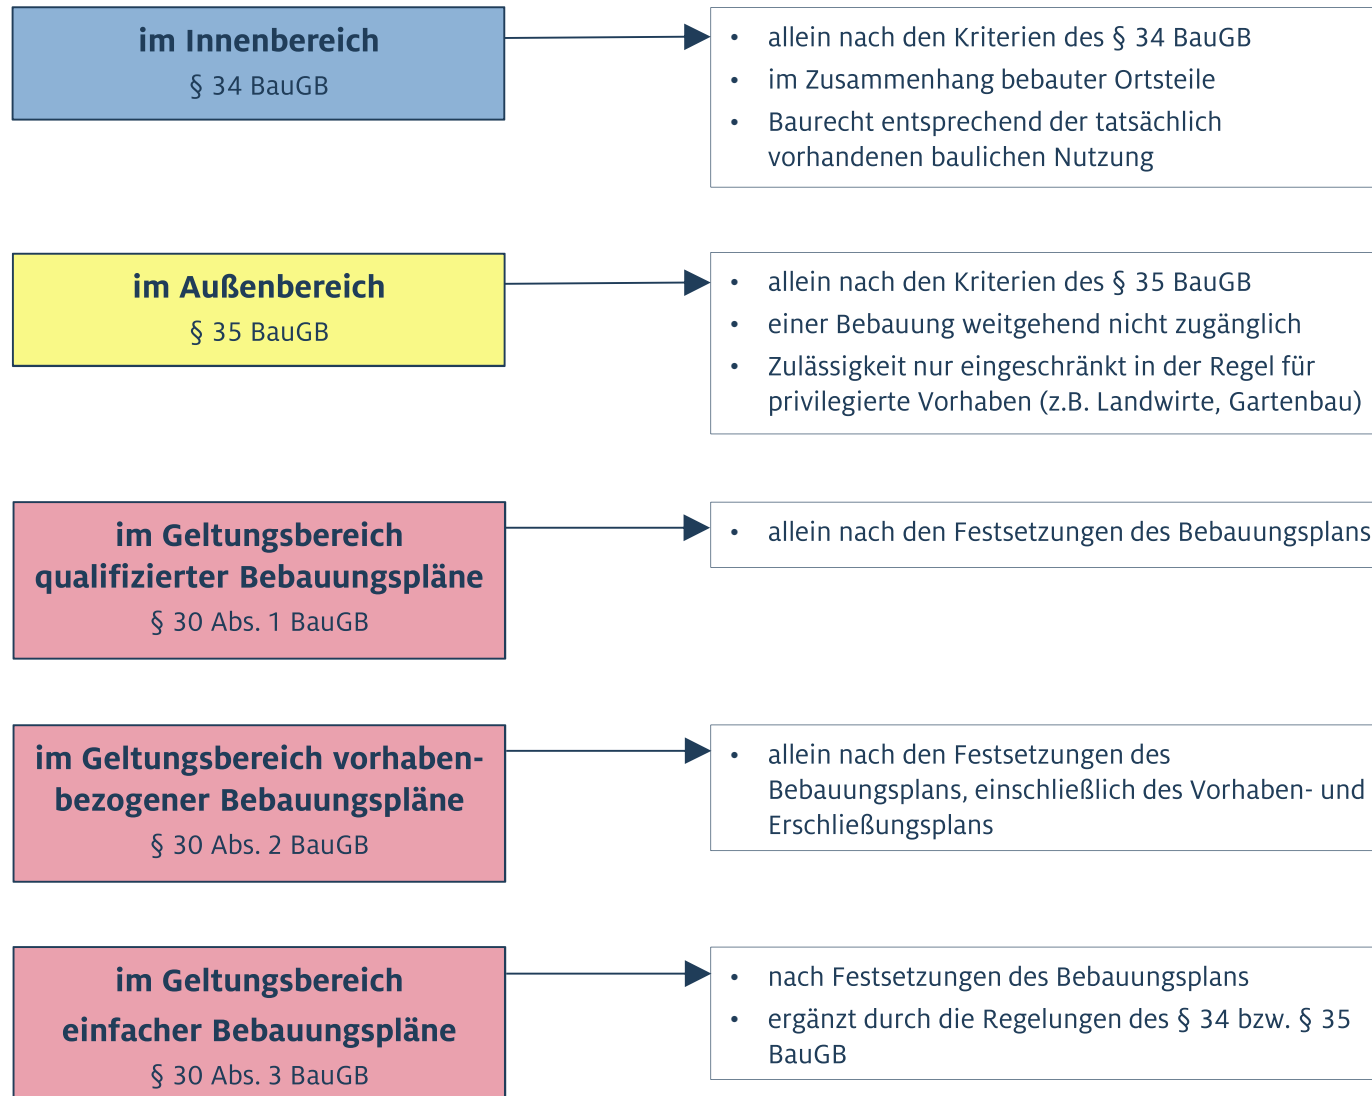 im Innenbereich
§ 34 BauGB
• allein nach den Kriterien des § 34 BauGB
• im Zusammenhang bebauter Ortsteile
• Baurecht entsprechend der tatsächlich
vorhandenen baulichen Nutzung
im Außenbereich
§ 35 BauGB
• allein nach den Kriterien des § 35 BauGB
• einer Bebauung weitgehend nicht zugänglich
• Zulässigkeit nur eingeschränkt in der Regel für
privilegierte Vorhaben (z.B. Landwirte, Gartenbau)
im Geltungsbereich
qualifizierter Bebauungspläne
§ 30 Abs. 1 BauGB
• allein nach den Festsetzungen des Bebauungsplans
im Geltungsbereich vorhaben-
bezogener Bebauungspläne
§ 30 Abs. 2 BauGB
• allein nach den Festsetzungen des
Bebauungsplans, einschließlich des Vorhaben- und
Erschließungsplans
im Geltungsbereich
einfacher Bebauungspläne
§ 30 Abs. 3 BauGB
• nach Festsetzungen des Bebauungsplans
• ergänzt durch die Regelungen des § 34 bzw. § 35
BauGB